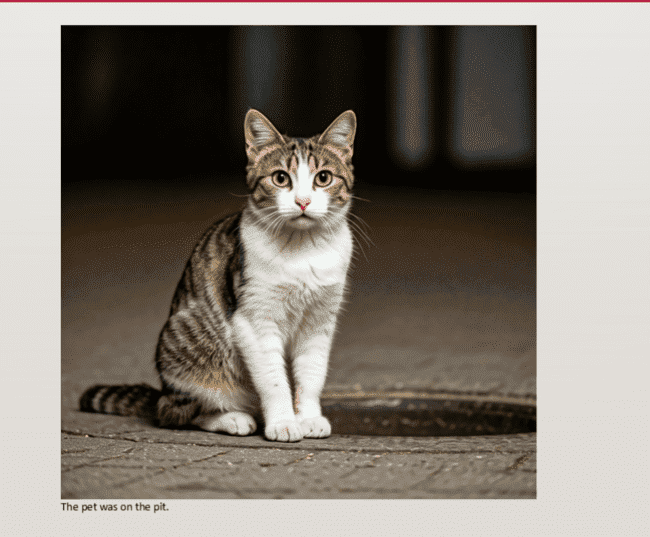 The pet was on the pit.